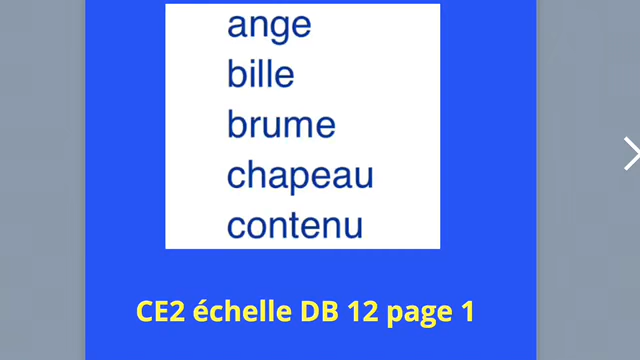 ange
bille
brume
chapeau
contenu
CE2 échelle DB 12 page 1